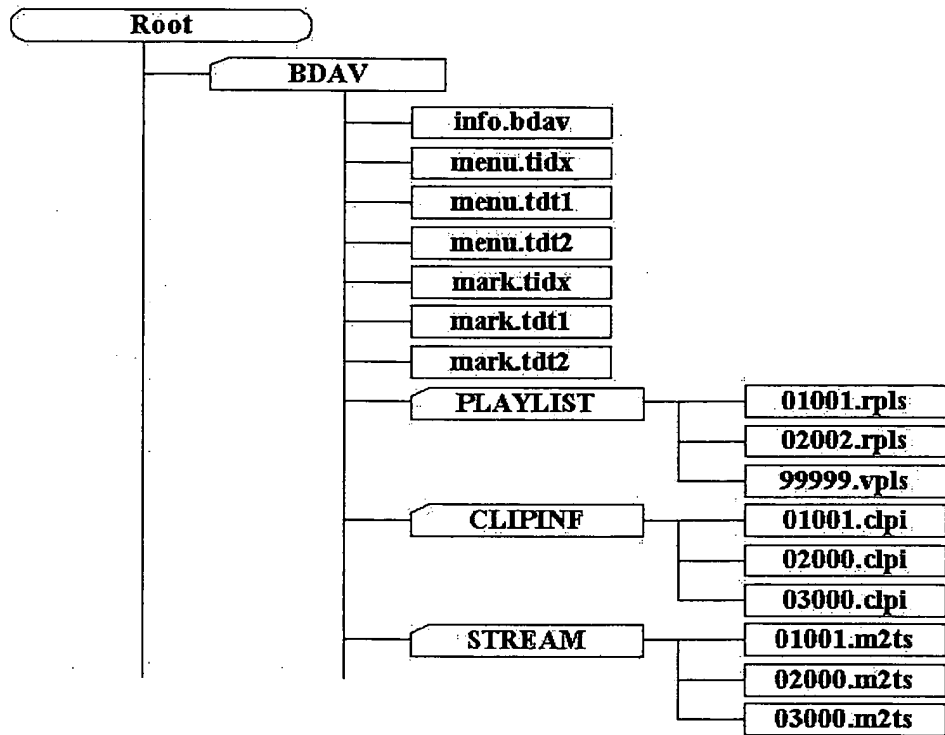 Root
BDAV
info.bdav
menu.tidx
menu.tdt1
menu.tdt2
mark.tidx
mark.tdt1
mark.tdt2
PLAYLIST
01001.rpls
02002.rpls
99999.vpls
CLIPINF
01001.clpi
02000.clpi
03000.clpi
STREAM
01001.m2ts
02000.m2ts
03000.m2ts